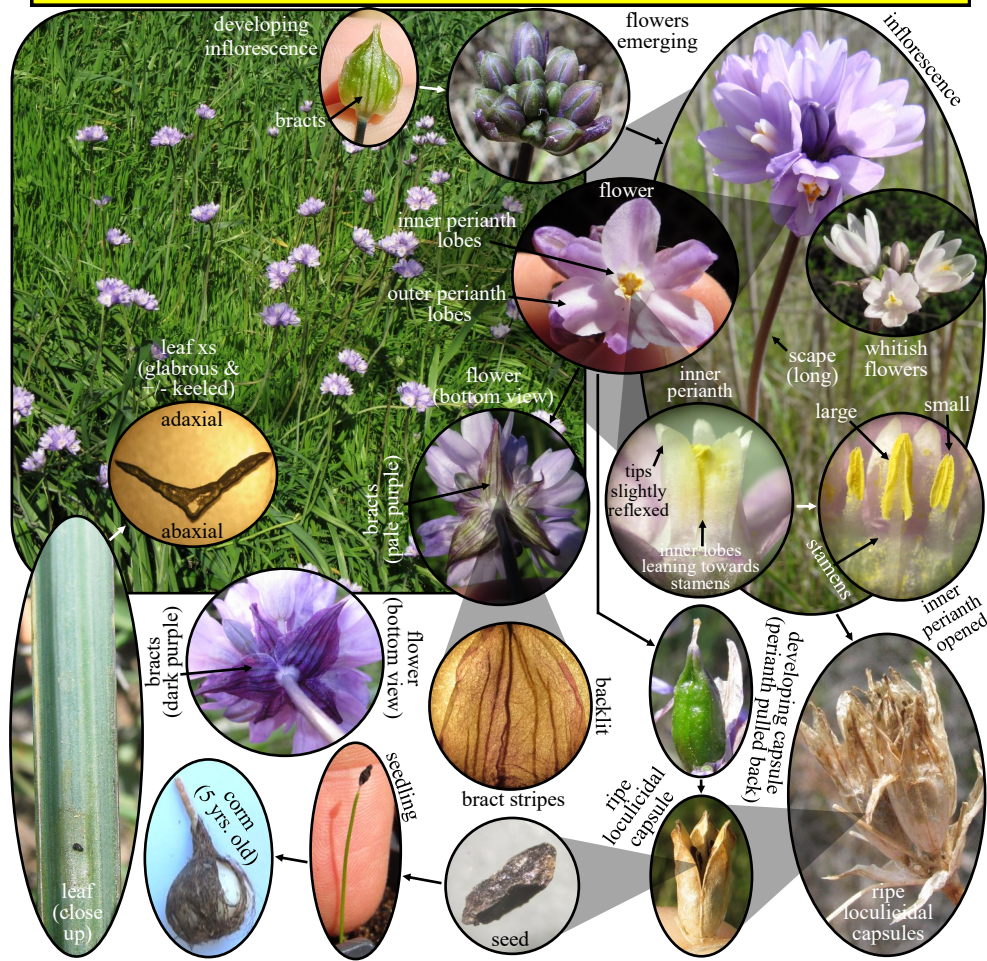 developing
inflorescence
bracts
flowers
emerging
inflorescence
flower
inner perianth
lobes
outer perianth
lobes
whitish
flowers
scape
(long)
leaf xs
(glabrous &
+/- keeled)
adaxial
abaxial
flower
(bottom view)
bracts
(pale purple)
inner
perianth
tips
slightly
reflexed
inner lobes
leaning towards
stamens
large
small
stamens
inner
perianth
opened
bracts
(dark purple)
flower
(bottom view)
backlit
bract stripes
developing capsule
(perianth pulled back)
ripe
loculicidal
capsule
ripe
loculicidal
capsules
seed
seedling
corm
(5 yrs. old)
leaf
(close
up)